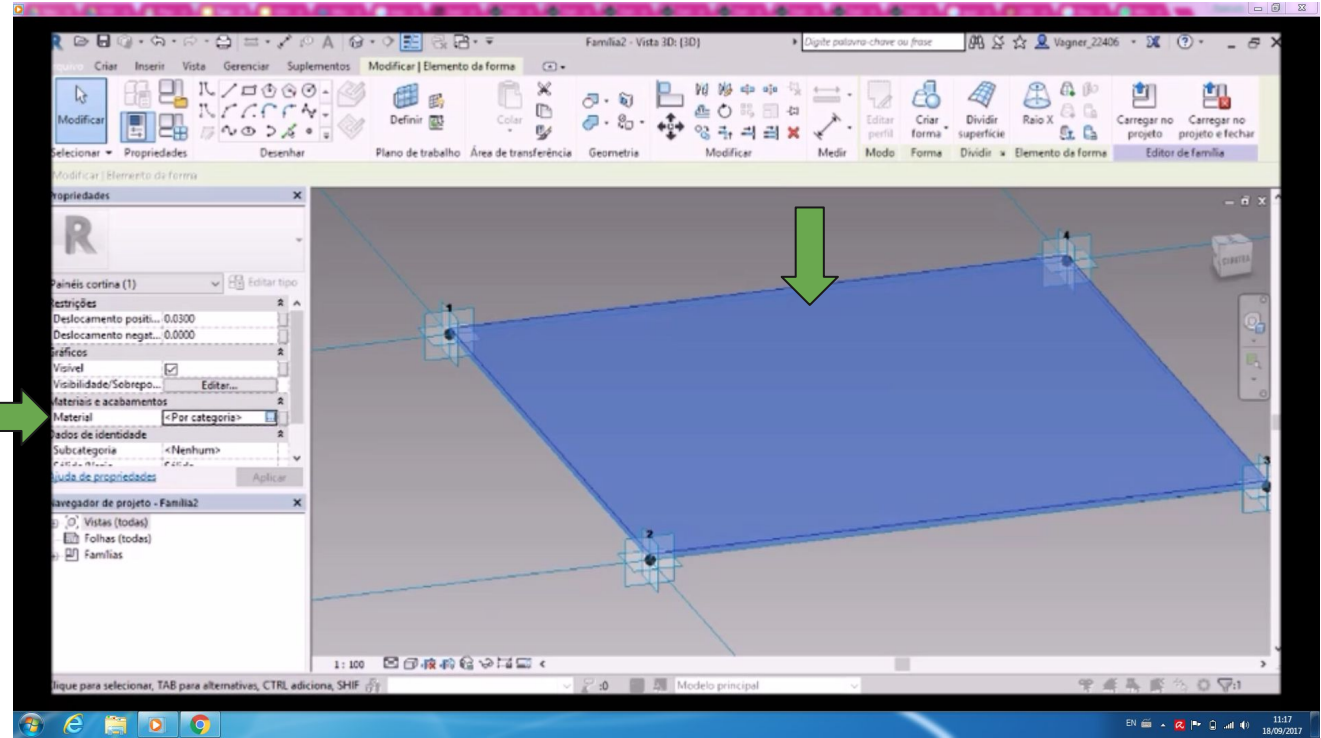 Família2 - Vista 3D: {3D}
Digite palavra-chave ou frase
Vagner_22406
Criar Inserir Vista Gerenciar Suplementos Modificar | Elemento da forma
Modificar
Definir
Colar
Editar perfil
Criar forma
Dividir superfície
Raio X
Carregar no projeto
Carregar no projeto e fechar
Selecionar Propriedades Desenhar Plano de trabalho Área de transferência Geometria Modificar Medir Modo Forma Dividir Elemento da forma Editor de família
Modificar | Elemento da forma
Propriedades
R
Painéis cortina (1) Editar tipo
Restrições
Deslocamento positi... 0.0300
Deslocamento negat... 0.0000
Gráficos
Visível
Visibilidade/Sobrepo... Editar...
Materiais e acabamentos
Material <Por categoria>
Dados de identidade
Subcategoria <Nenhum>
Ajuda de propriedades Aplicar
Navegador de projeto - Família2
Vistas (todas)
Folhas (todas)
Famílias
1
2
3
4
1 : 100
Clique para selecionar, TAB para alternativas, CTRL adiciona, SHIF
:0
Modelo principal
:1
EN
11:17
18/09/2017